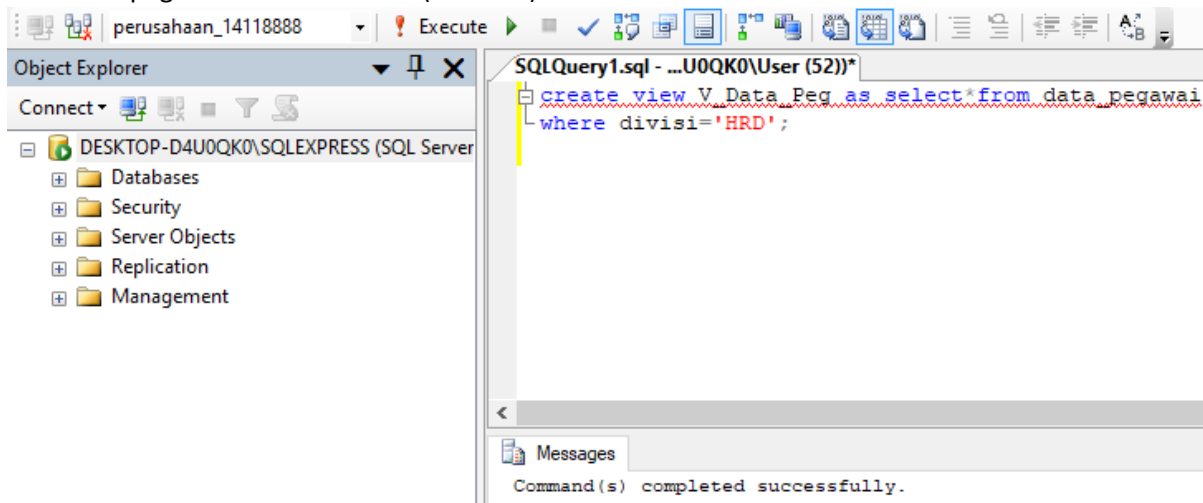 perusahaan_14118888 Execute
Object Explorer
Connect
DESKTOP-D4U0QK0\SQLEXPRESS (SQL Server
Databases
Security
Server Objects
Replication
Management
SQLQuery1.sql - ...U0QK0\User (52))*
create view V_Data_Peg as select*from data_pegawai
where divisi='HRD';
Messages
Command(s) completed successfully.